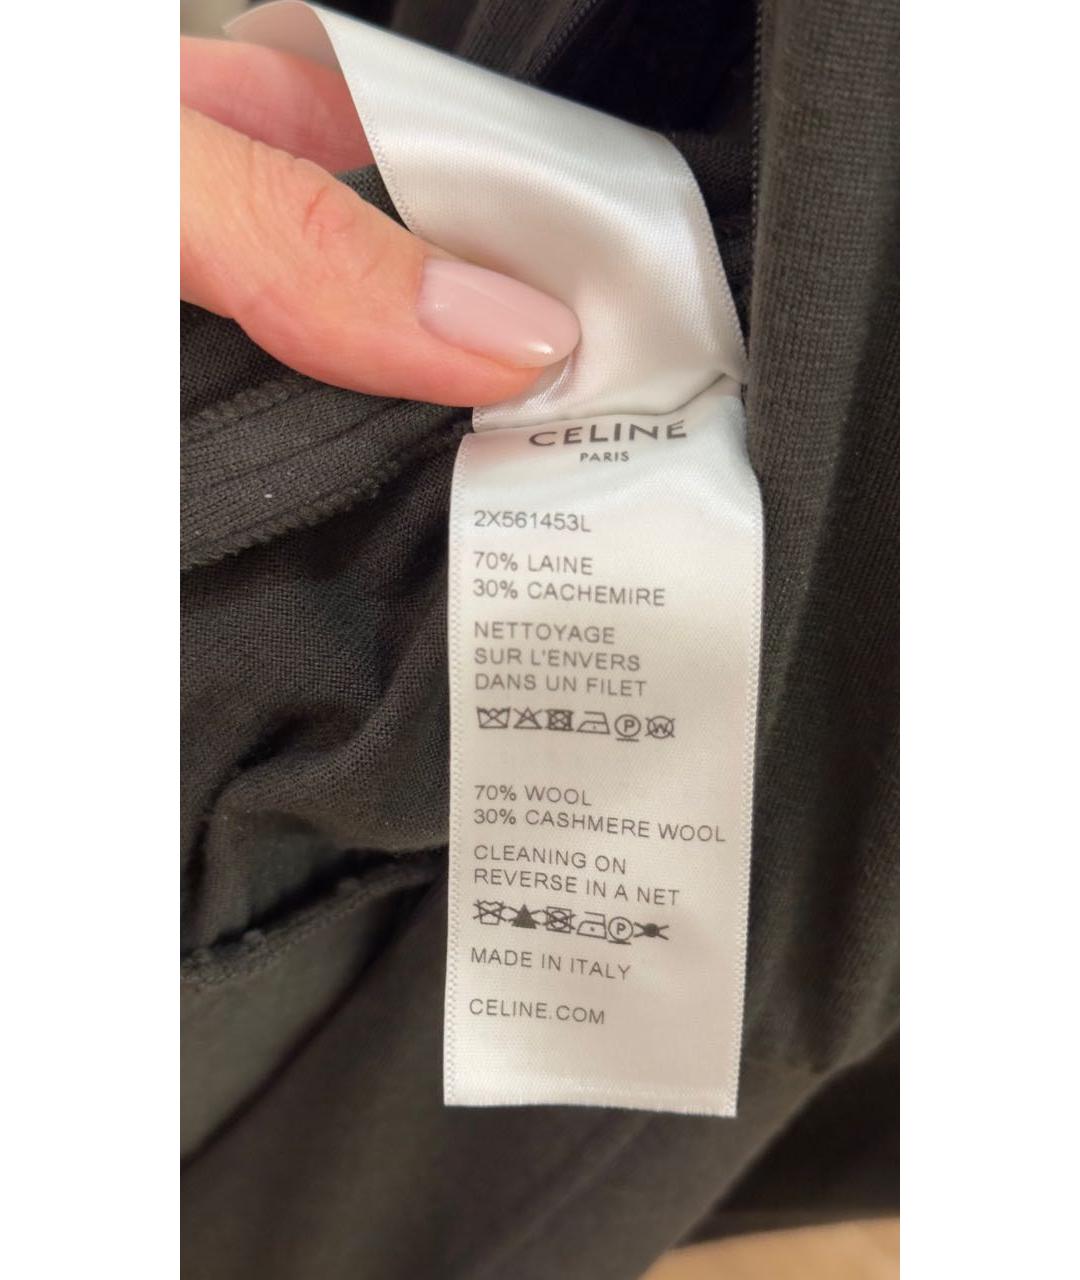 CELINE
PARIS
2X561453L
70% LAINE
30% CACHEMIRE
NETTOYAGE
SUR L'ENVERS
DANS UN FILET
P W
70% WOOL
30% CASHMERE WOOL
CLEANING ON
REVERSE IN A NET
P
MADE IN ITALY
CELINE.COM